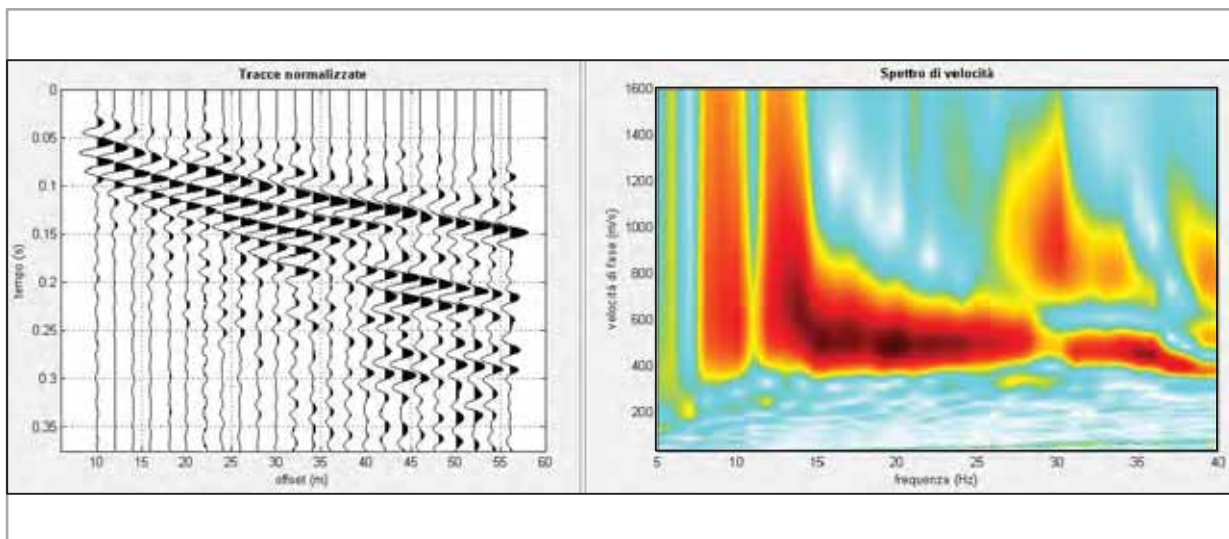 Tracce normalizzate
0
0.05
0.1
0.15
0.2
0.25
0.3
0.35
tempo (s)
10 15 20 25 30 35 40 45 50 55 60
offset (m)
Spettro di velocità
1600
1400
1200
1000
800
600
400
200
velocità di fase (m/s)
5 10 15 20 25 30 35 40
frequenza (Hz)